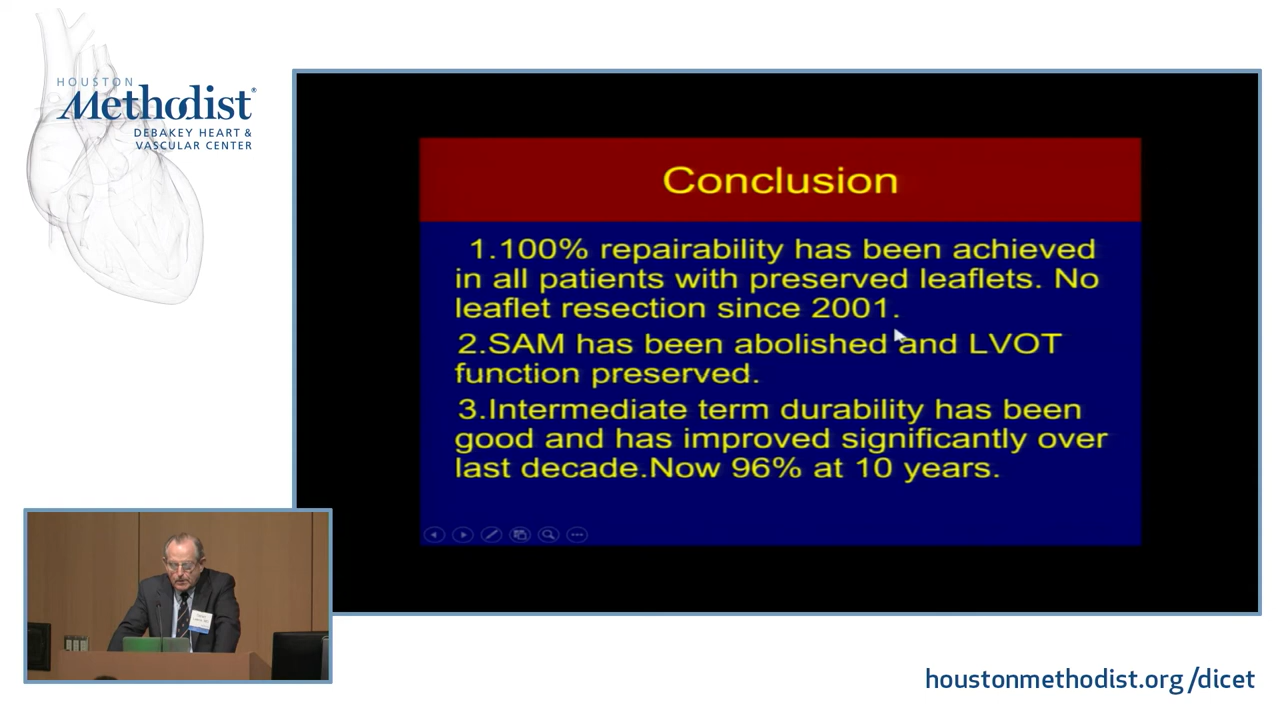 HOUSTON
Methodist®
DEBAKEY HEART &
VASCULAR CENTER
Conclusion
1.100% repairability has been achieved
in all patients with preserved leaflets. No
leaflet resection since 2001.
2.SAM has been abolished and LVOT
function preserved.
3.Intermediate term durability has been
good and has improved significantly over
last decade.Now 96% at 10 years.
houstonmethodist.org/dicet